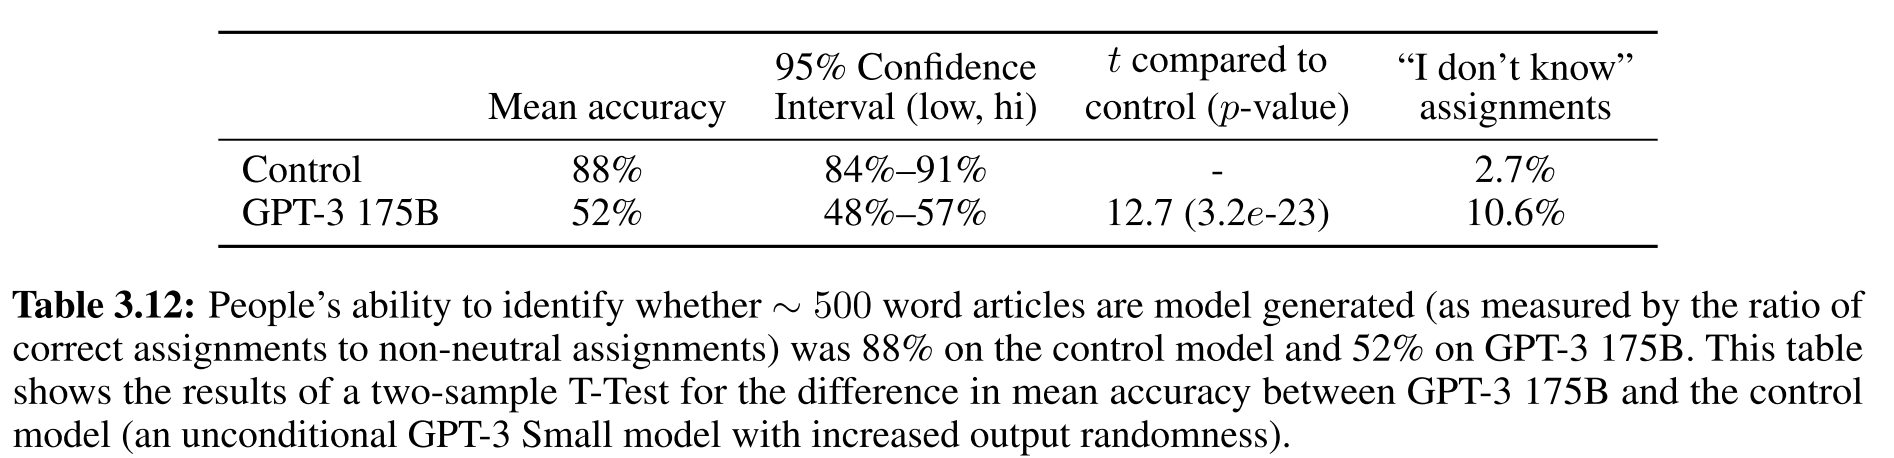 95% Confidence t compared to “I don’t know”
Mean accuracy Interval (low, hi) control (p-value) assignments
Control 88% 84%–91% - 2.7%
GPT-3 175B 52% 48%–57% 12.7 (3.2e-23) 10.6%
Table 3.12: People’s ability to identify whether ∼ 500 word articles are model generated (as measured by the ratio of
correct assignments to non-neutral assignments) was 88% on the control model and 52% on GPT-3 175B. This table
shows the results of a two-sample T-Test for the difference in mean accuracy between GPT-3 175B and the control
model (an unconditional GPT-3 Small model with increased output randomness).